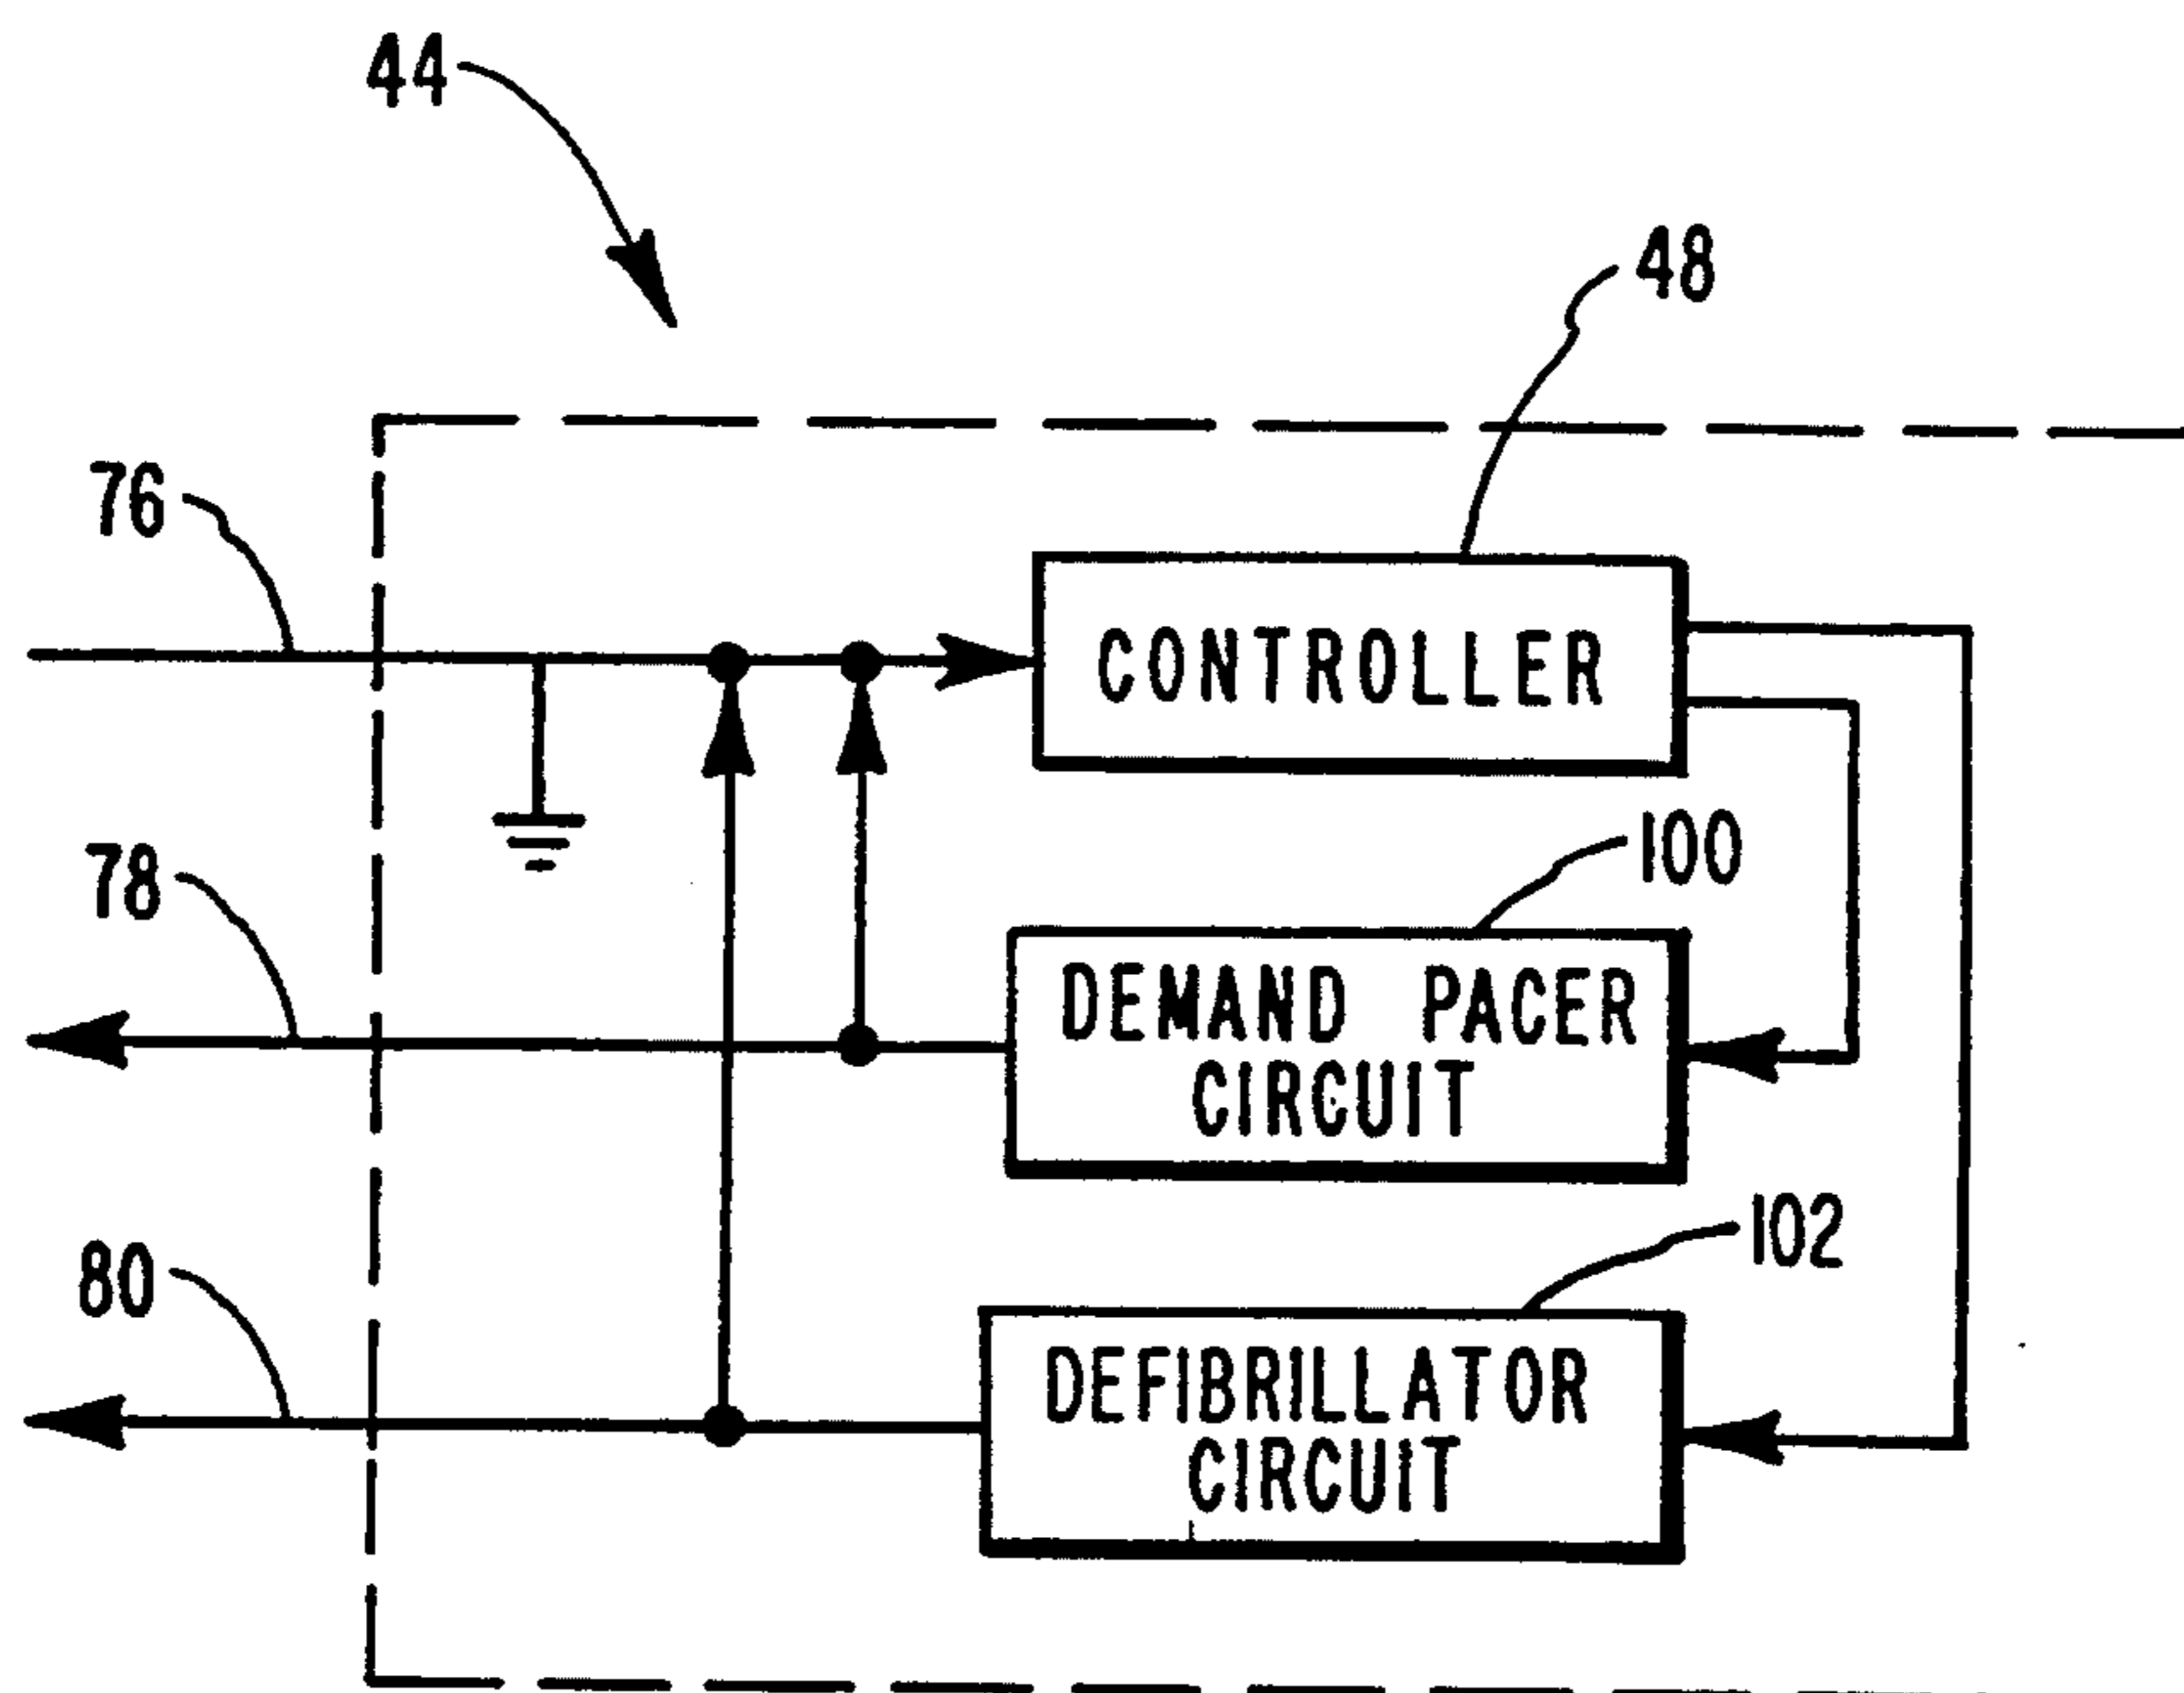 44
48
76
CONTROLLER
78
100
DEMAND PACER
CIRCUIT
80
102
DEFIBRILLATOR
CIRCUIT